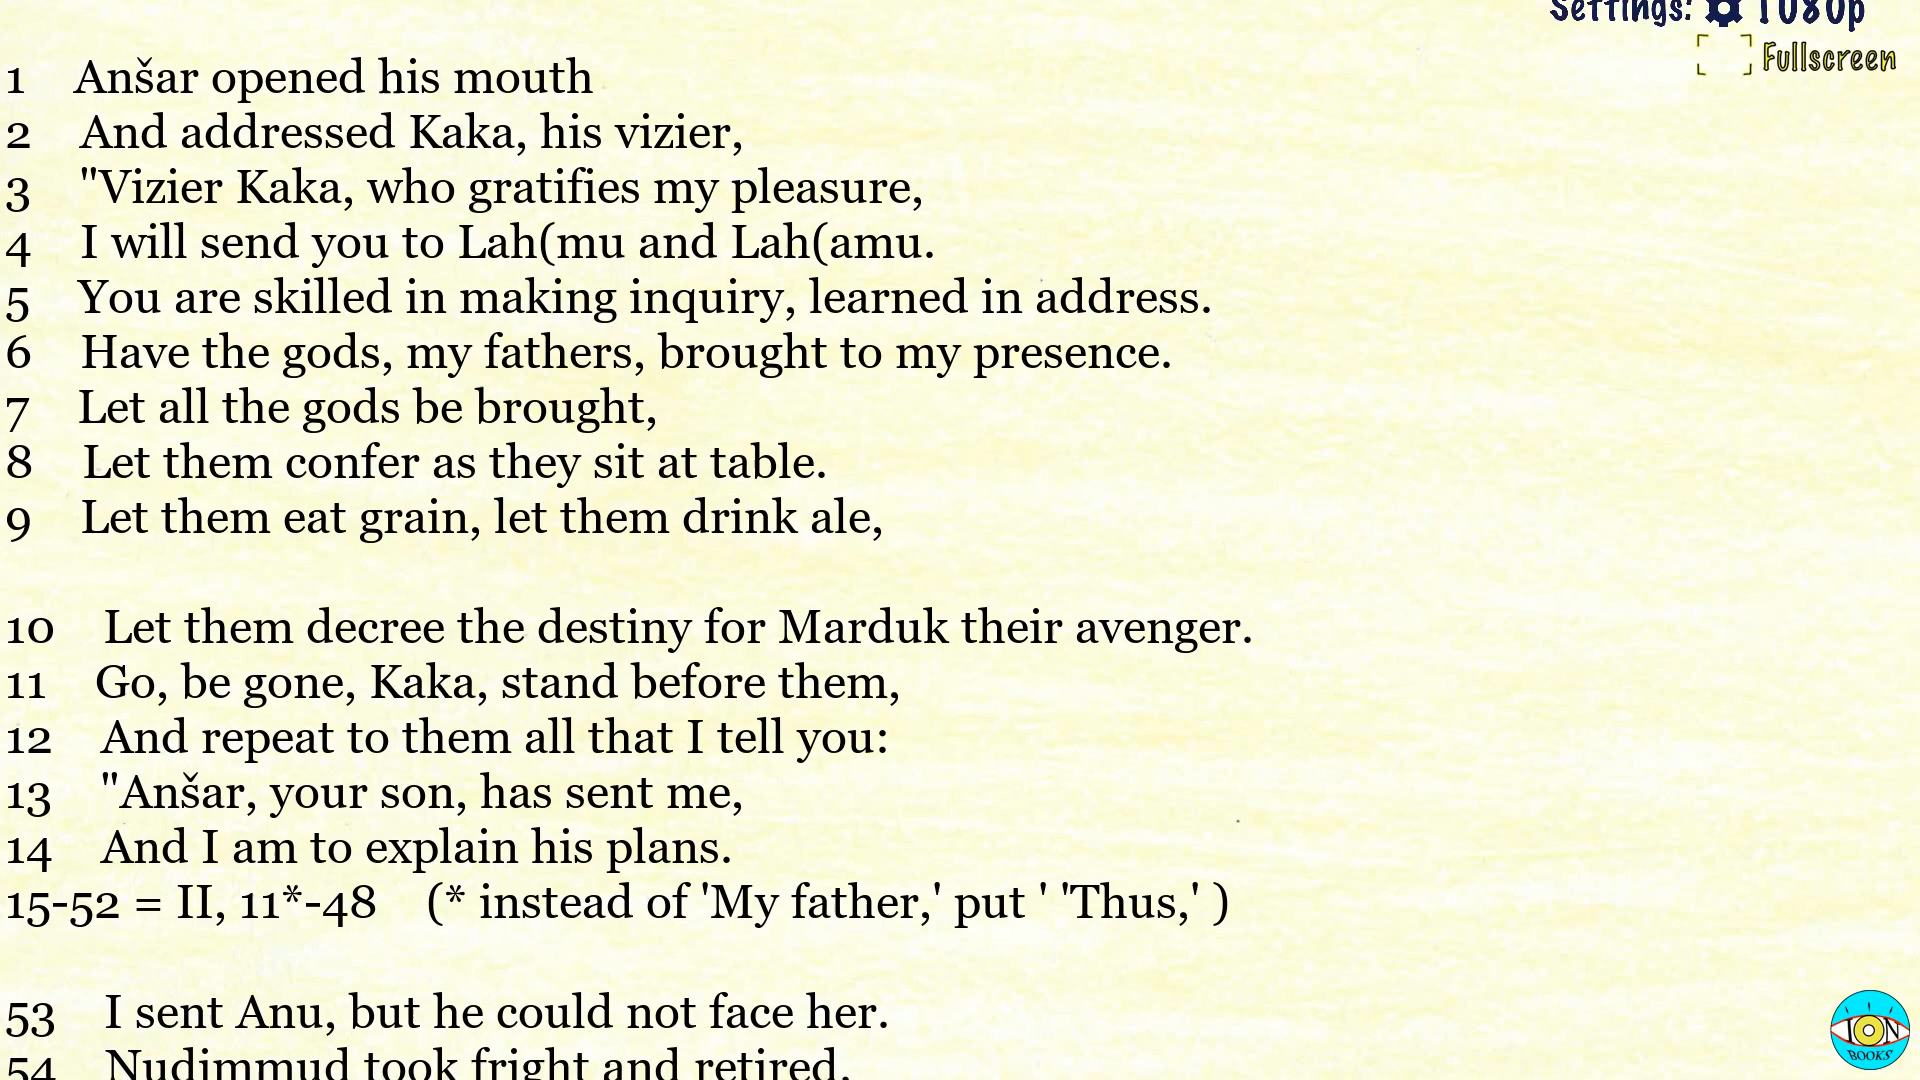 Settings: 1080p
Fullscreen
1 Anšar opened his mouth
2 And addressed Kaka, his vizier,
3 "Vizier Kaka, who gratifies my pleasure,
4 I will send you to Lah(mu and Lah(amu.
5 You are skilled in making inquiry, learned in address.
6 Have the gods, my fathers, brought to my presence.
7 Let all the gods be brought,
8 Let them confer as they sit at table.
9 Let them eat grain, let them drink ale,
10 Let them decree the destiny for Marduk their avenger.
11 Go, be gone, Kaka, stand before them,
12 And repeat to them all that I tell you:
13 "Anšar, your son, has sent me,
14 And I am to explain his plans.
15-52 = II, 11*-48 (* instead of 'My father,' put ' 'Thus,' )
53 I sent Anu, but he could not face her.
54 Nudimmud took fright and retired.
ION
BOOKS